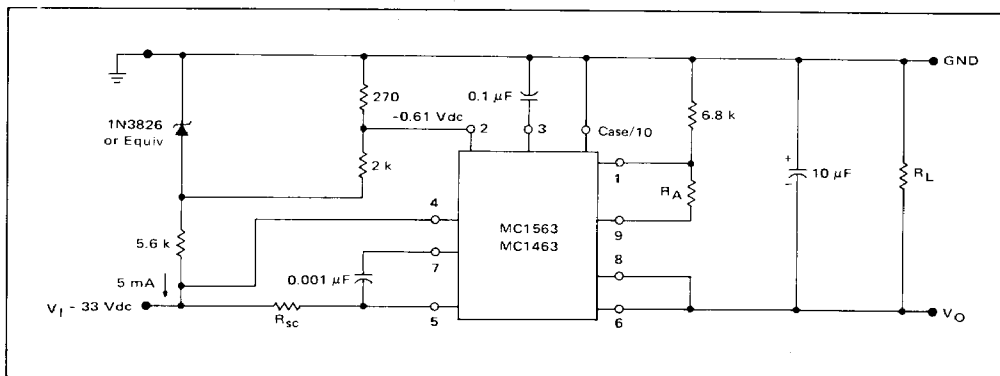 GND
270
0.1 μF
6.8 k
-0.61 Vdc
1N3826
or Equiv
2
3
Case/10
2 k
1
+
10 μF
−
R_L
R_A
4
MC1563
MC1463
9
5.6 k
7
8
5 mA
0.001 μF
V_I - 33 Vdc
R_sc
5
6
V_O